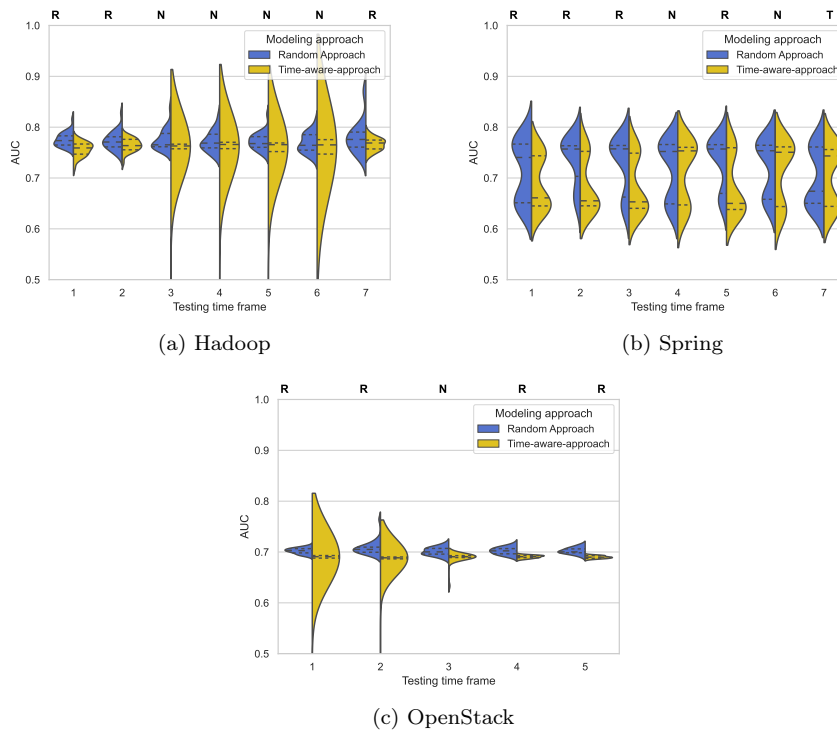 R R N N N N R
Modeling approach
Random Approach
Time-aware-approach
AUC
1.0
0.9
0.8
0.7
0.6
0.5
1 2 3 4 5 6 7
Testing time frame
(a) Hadoop
R R R N R N T
Modeling approach
Random Approach
Time-aware-approach
AUC
1.0
0.9
0.8
0.7
0.6
0.5
1 2 3 4 5 6 7
Testing time frame
(b) Spring
R R N R R
Modeling approach
Random Approach
Time-aware-approach
AUC
1.0
0.9
0.8
0.7
0.6
0.5
1 2 3 4 5
Testing time frame
(c) OpenStack